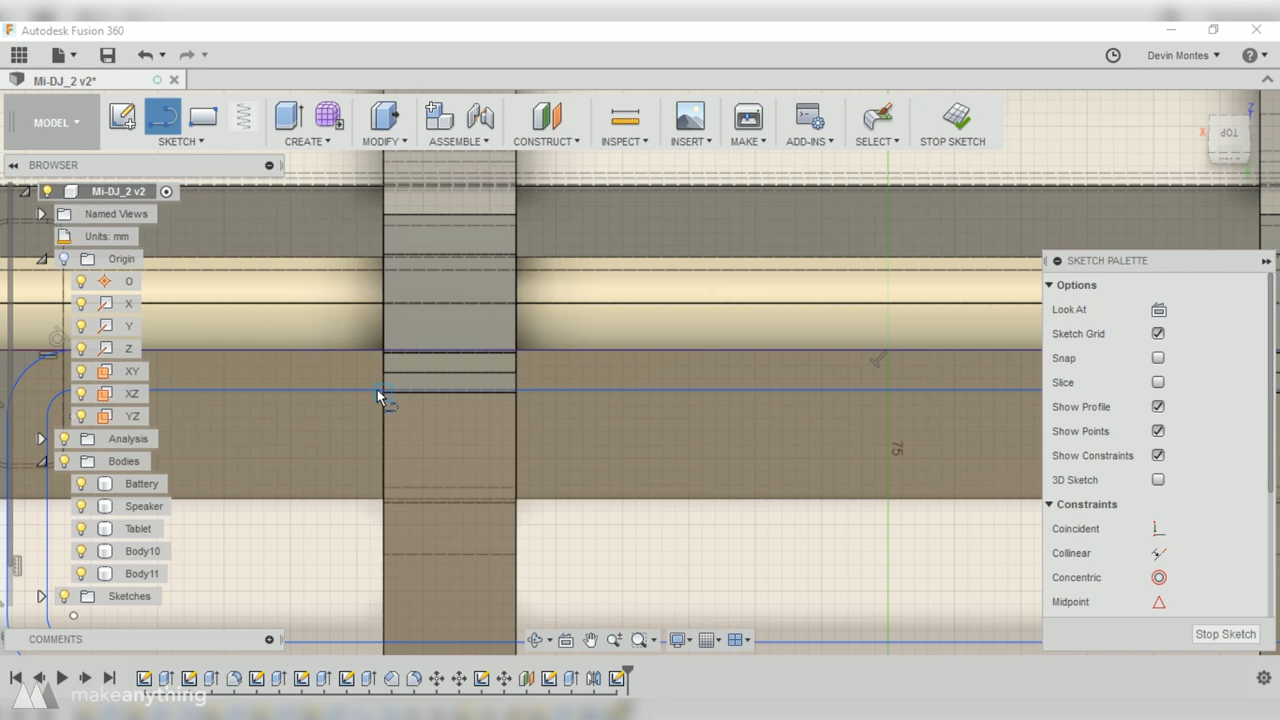 Autodesk Fusion 360
Devin Montes
Mi-DJ_2 v2*
MODEL
SKETCH
CREATE
MODIFY
ASSEMBLE
CONSTRUCT
INSPECT
INSERT
MAKE
ADD-INS
SELECT
STOP SKETCH
Z
X
TOP
BROWSER
Mi-DJ_2 v2
Named Views
Units: mm
Origin
O
X
Y
Z
XY
XZ
YZ
Analysis
Bodies
Battery
Speaker
Tablet
Body10
Body11
Sketches
75
SKETCH PALETTE
Options
Look At
Sketch Grid
Snap
Slice
Show Profile
Show Points
Show Constraints
3D Sketch
Constraints
Coincident
Collinear
Concentric
Midpoint
Stop Sketch
COMMENTS
makeanything